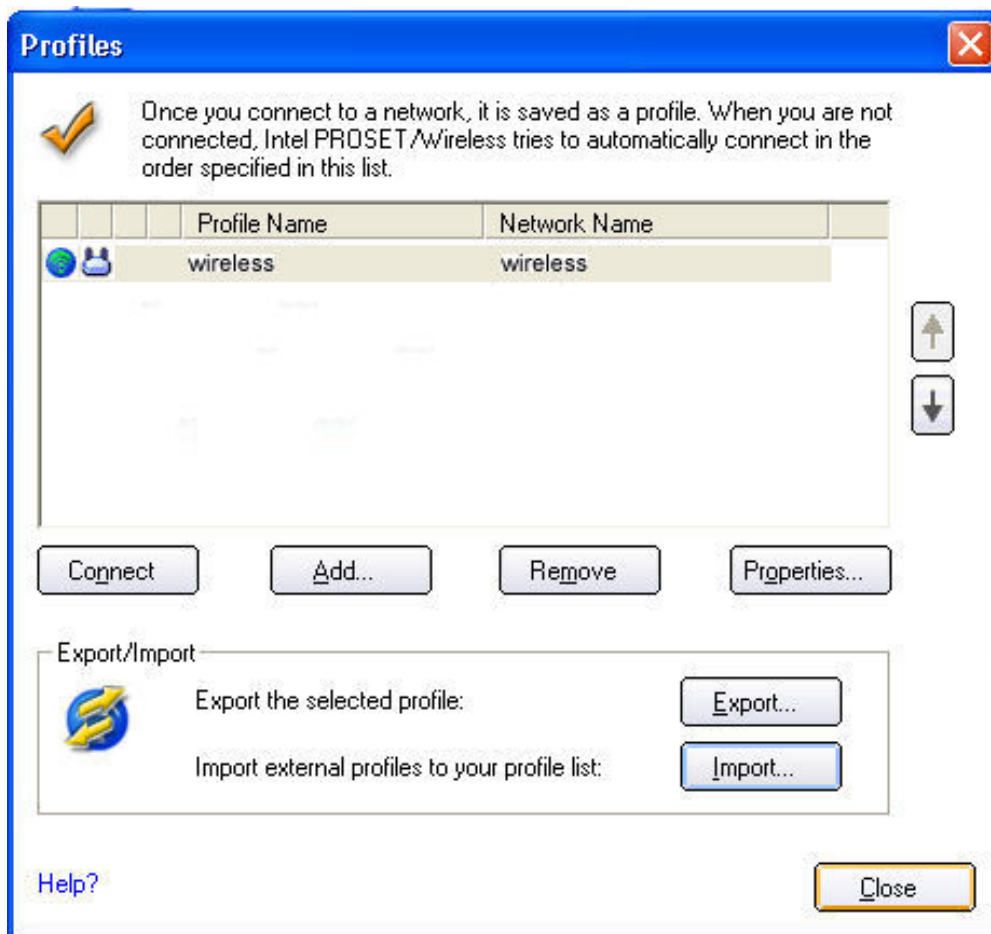 Profiles
Once you connect to a network, it is saved as a profile. When you are not
connected, Intel PROSET/Wireless tries to automatically connect in the
order specified in this list.
Profile Name Network Name
wireless wireless
Connect Add... Remove Properties...
Export/Import
Export the selected profile: Export...
Import external profiles to your profile list: Import...
Help? Close